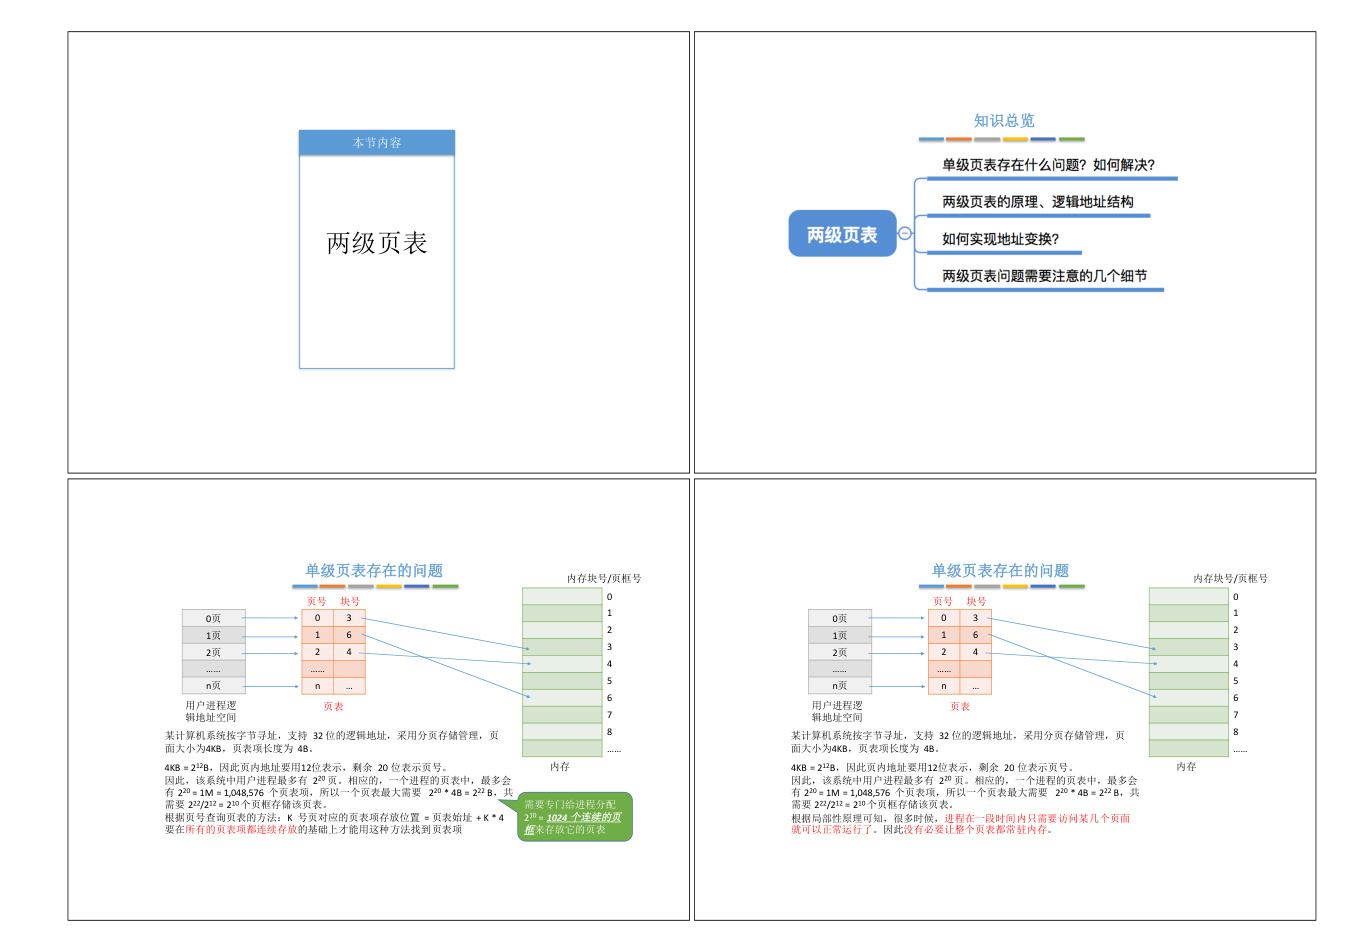 本节内容
两级页表
知识总览
两级页表
单级页表存在什么问题？如何解决？
两级页表的原理、逻辑地址结构
如何实现地址变换？
两级页表问题需要注意的几个细节
单级页表存在的问题
内存块号/页框号
页号 块号
0页 0 3 0
1页 1 6 1
2页 2 4 2
…… …… 3
n页 n … 4
5
6
7
8
……
用户进程逻
辑地址空间
页表
内存
某计算机系统按字节寻址，支持 32 位的逻辑地址，采用分页存储管理，页
面大小为4KB，页表项长度为 4B。
4KB = 2¹²B，因此页内地址要用12位表示，剩余 20 位表示页号。
因此，该系统中用户进程最多有 2²⁰ 页。相应的，一个进程的页表中，最多会
有 2²⁰ = 1M = 1,048,576 个页表项，所以一个页表最大需要 2²⁰ * 4B = 2²² B，共
需要 2²²/2¹² = 2¹⁰ 个页框存储该页表。
根据页号查询页表的方法：K 号页对应的页表项存放位置 = 页表始址 + K * 4
要在所有的页表项都连续存放的基础上才能用这种方法找到页表项
需要专门给进程分配
2¹⁰ = 1024 个连续的页
框来存放它的页表
单级页表存在的问题
内存块号/页框号
页号 块号
0页 0 3 0
1页 1 6 1
2页 2 4 2
…… …… 3
n页 n … 4
5
6
7
8
……
用户进程逻
辑地址空间
页表
内存
某计算机系统按字节寻址，支持 32 位的逻辑地址，采用分页存储管理，页
面大小为4KB，页表项长度为 4B。
4KB = 2¹²B，因此页内地址要用12位表示，剩余 20 位表示页号。
因此，该系统中用户进程最多有 2²⁰ 页。相应的，一个进程的页表中，最多会
有 2²⁰ = 1M = 1,048,576 个页表项，所以一个页表最大需要 2²⁰ * 4B = 2²² B，共
需要 2²²/2¹² = 2¹⁰ 个页框存储该页表。
根据局部性原理可知，很多时候，进程在一段时间内只需要访问某几个页面
就可以正常运行了。因此没有必要让整个页表都常驻内存。